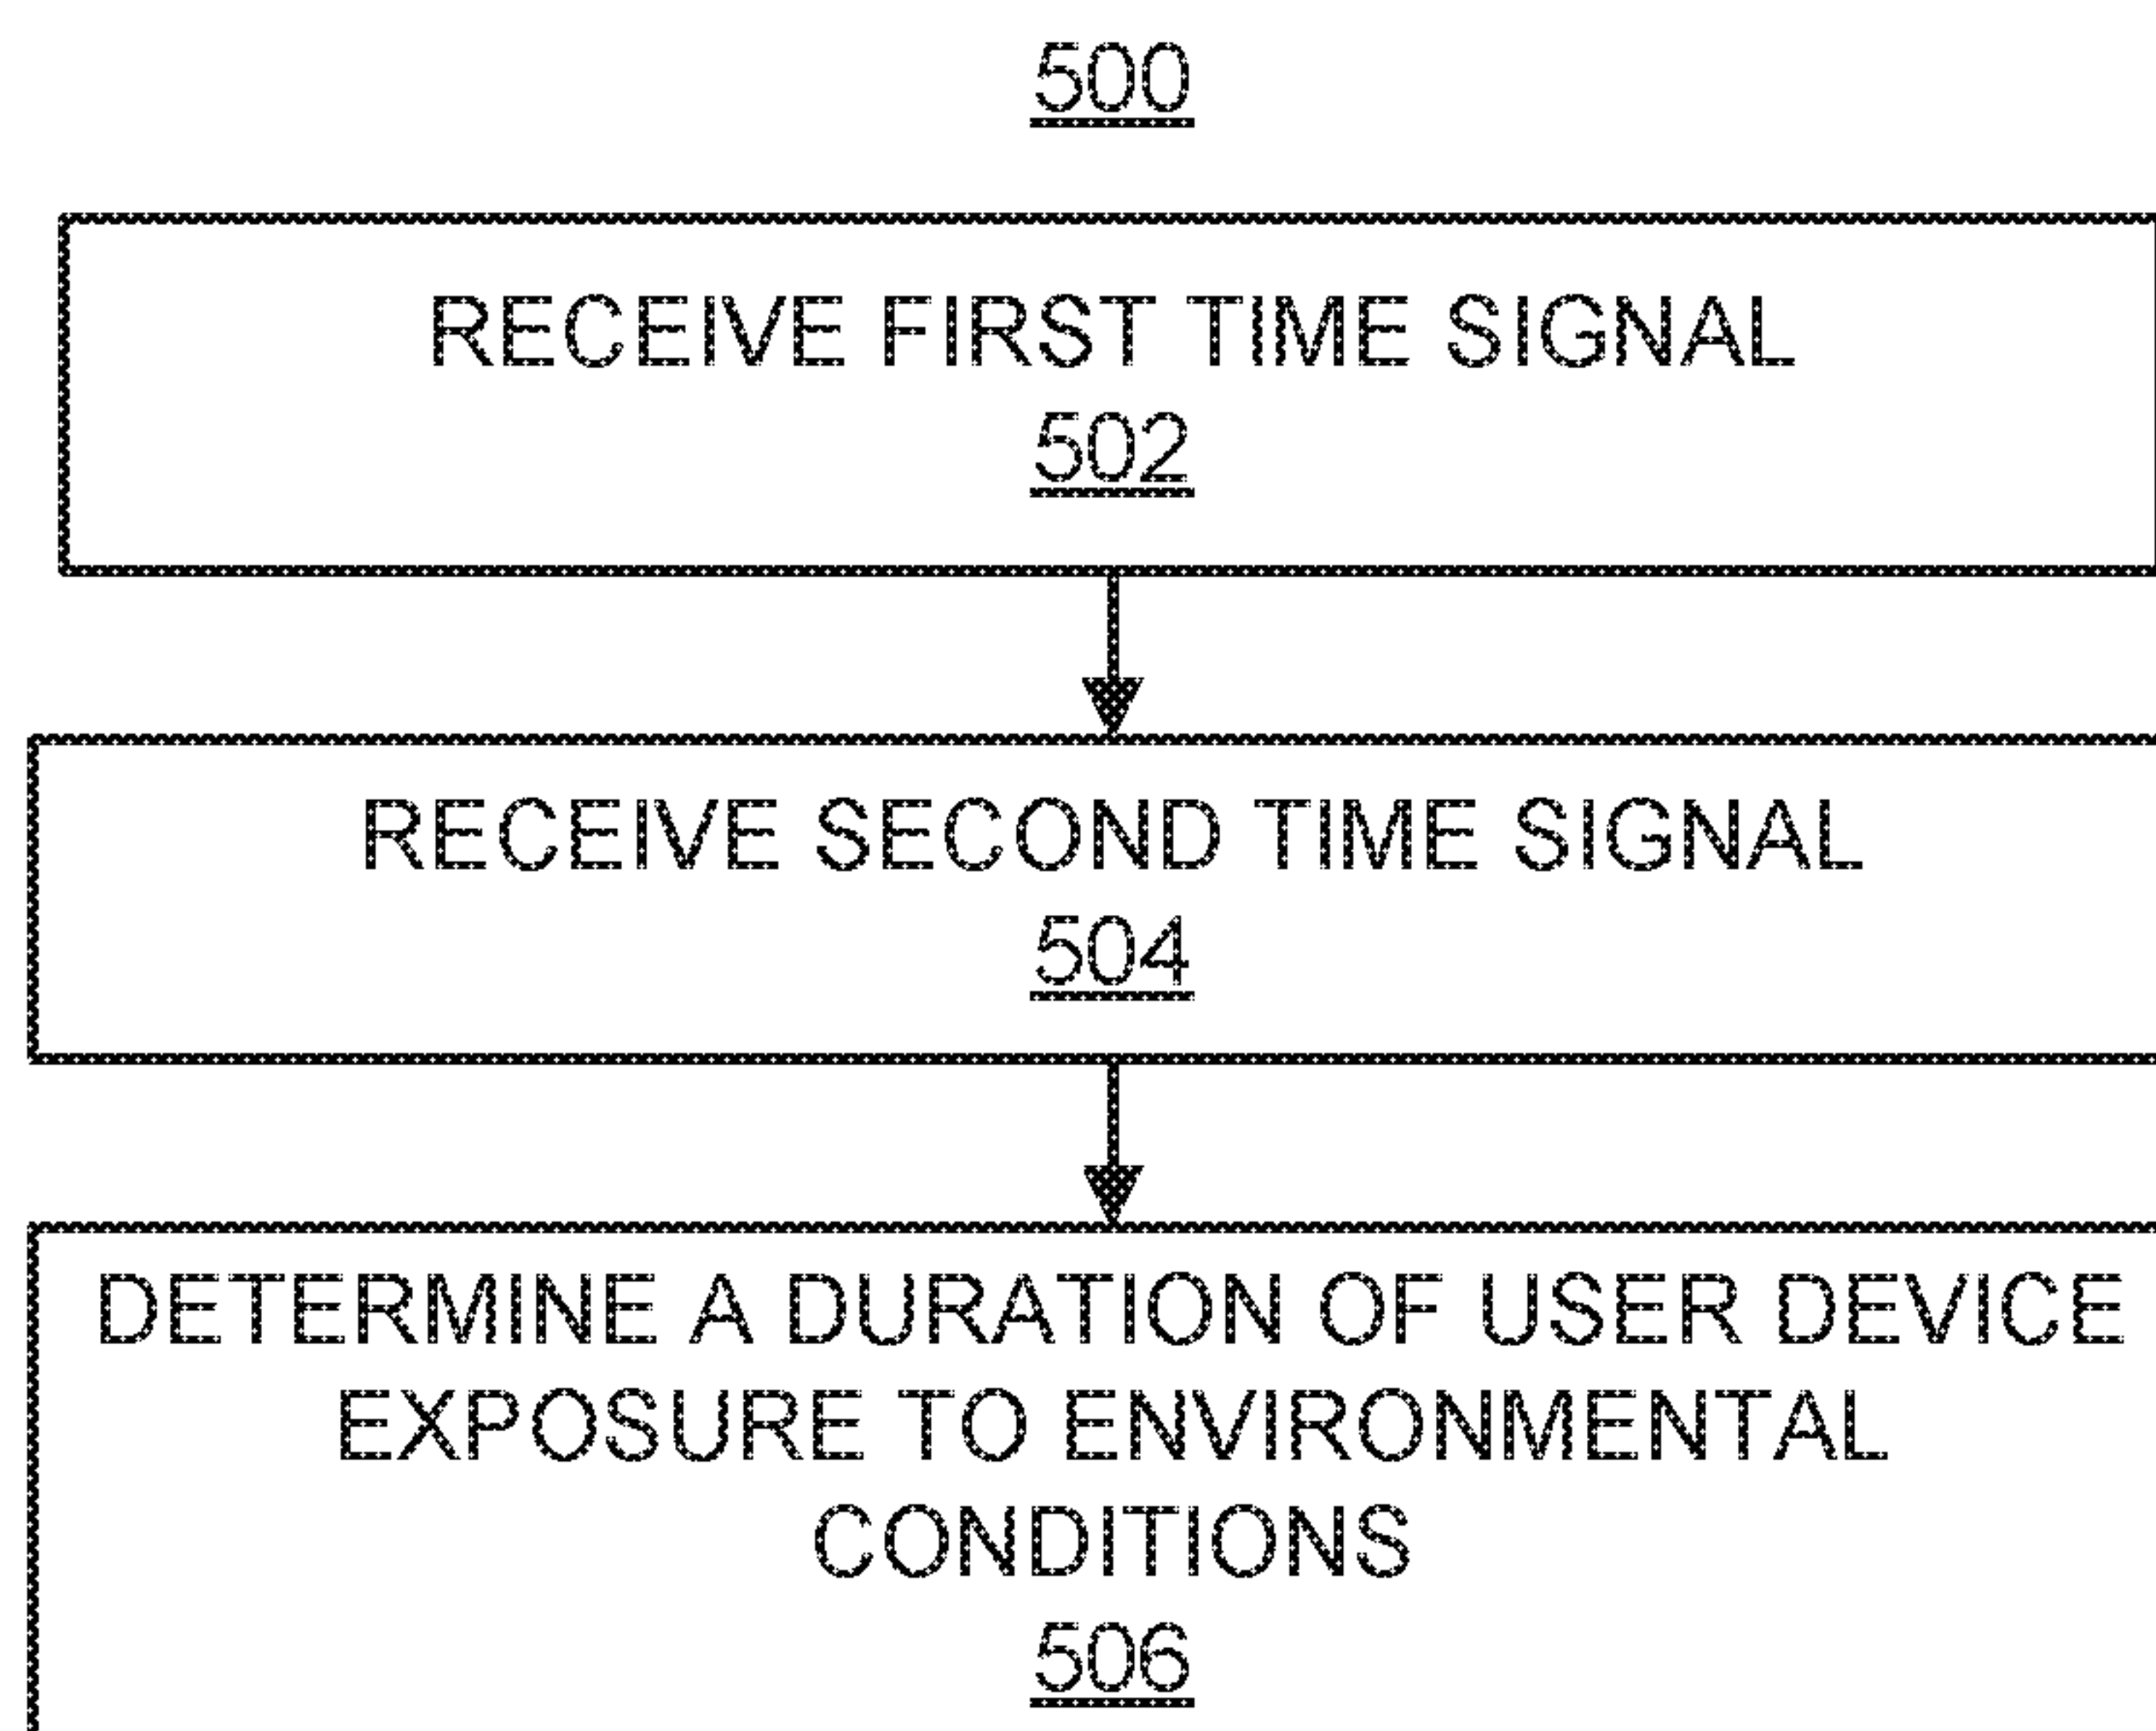 500
RECEIVE FIRST TIME SIGNAL
502
RECEIVE SECOND TIME SIGNAL
504
DETERMINE A DURATION OF USER DEVICE
EXPOSURE TO ENVIRONMENTAL
CONDITIONS
506